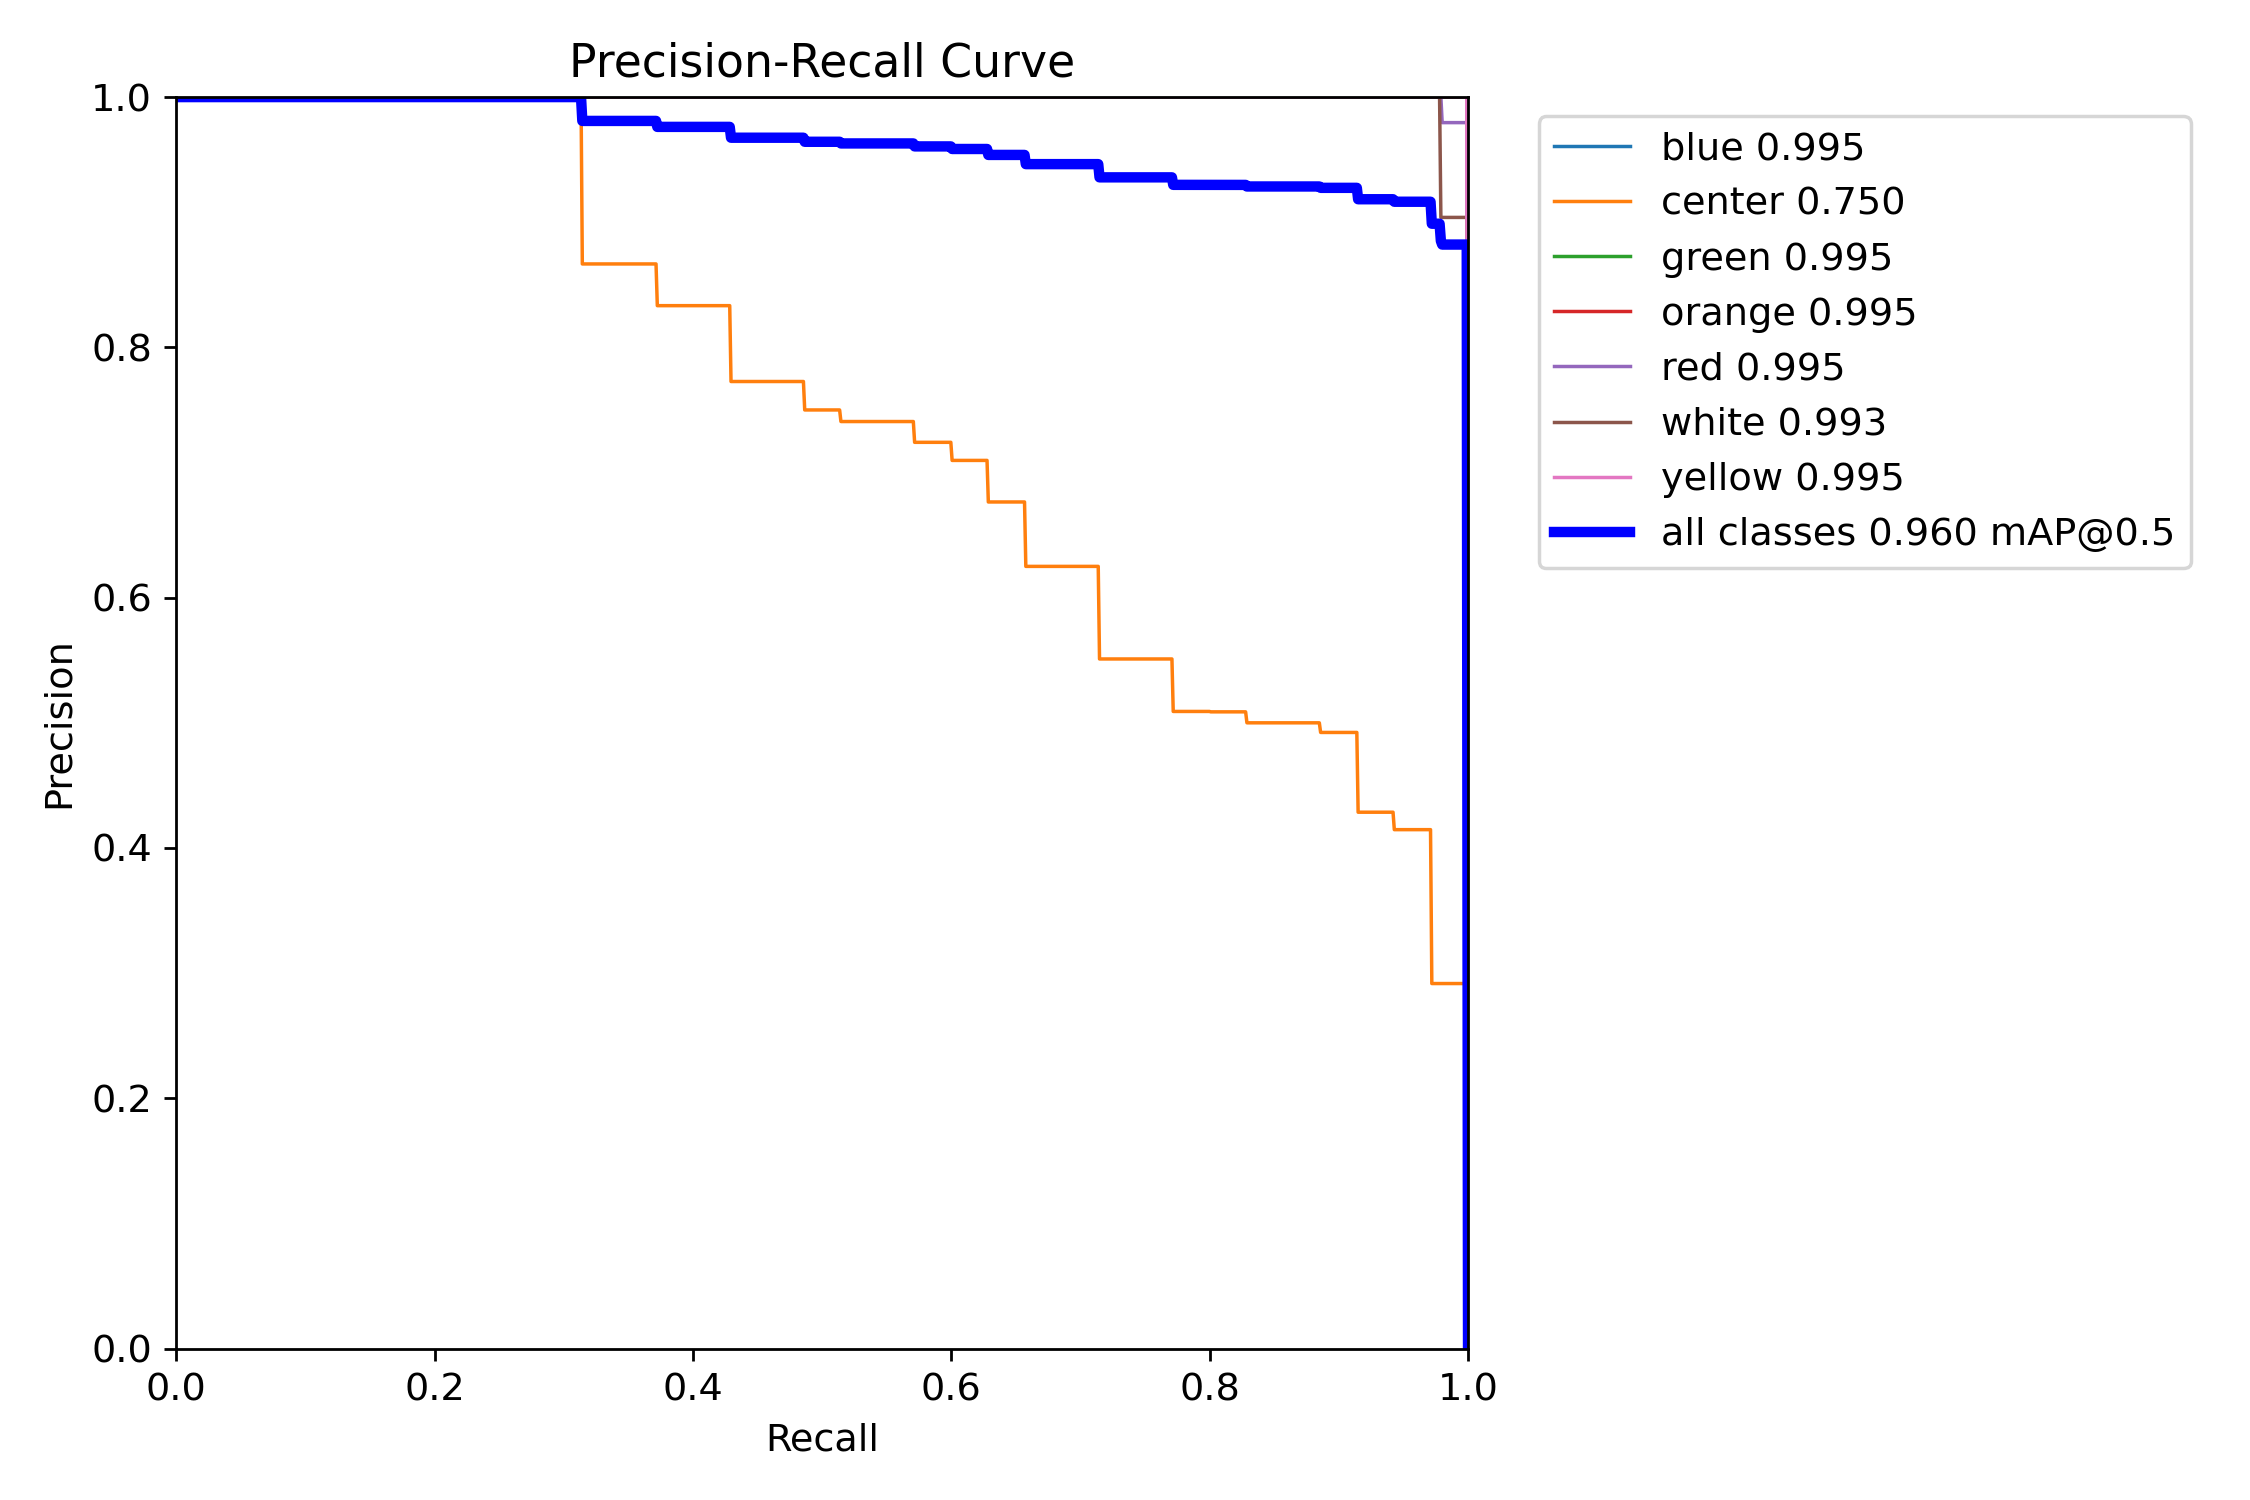 Precision-Recall Curve
1.0
0.8
0.6
0.4
0.2
0.0
Precision
0.0 0.2 0.4 0.6 0.8 1.0
Recall
blue 0.995
center 0.750
green 0.995
orange 0.995
red 0.995
white 0.993
yellow 0.995
all classes 0.960 mAP@0.5